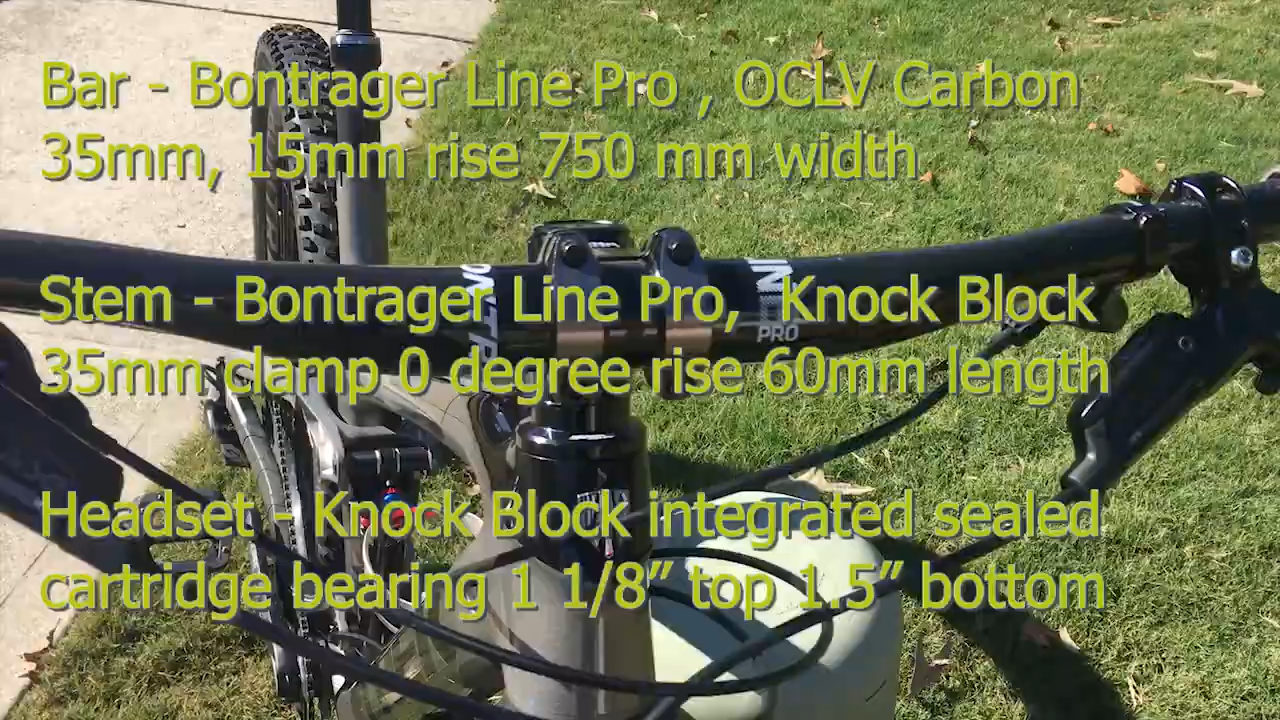 Bar - Bontrager Line Pro , OCLV Carbon
35mm, 15mm rise 750 mm width
Stem - Bontrager Line Pro, Knock Block
35mm clamp 0 degree rise 60mm length
PRO
Headset - Knock Block integrated sealed
cartridge bearing 1 1/8” top 1.5” bottom